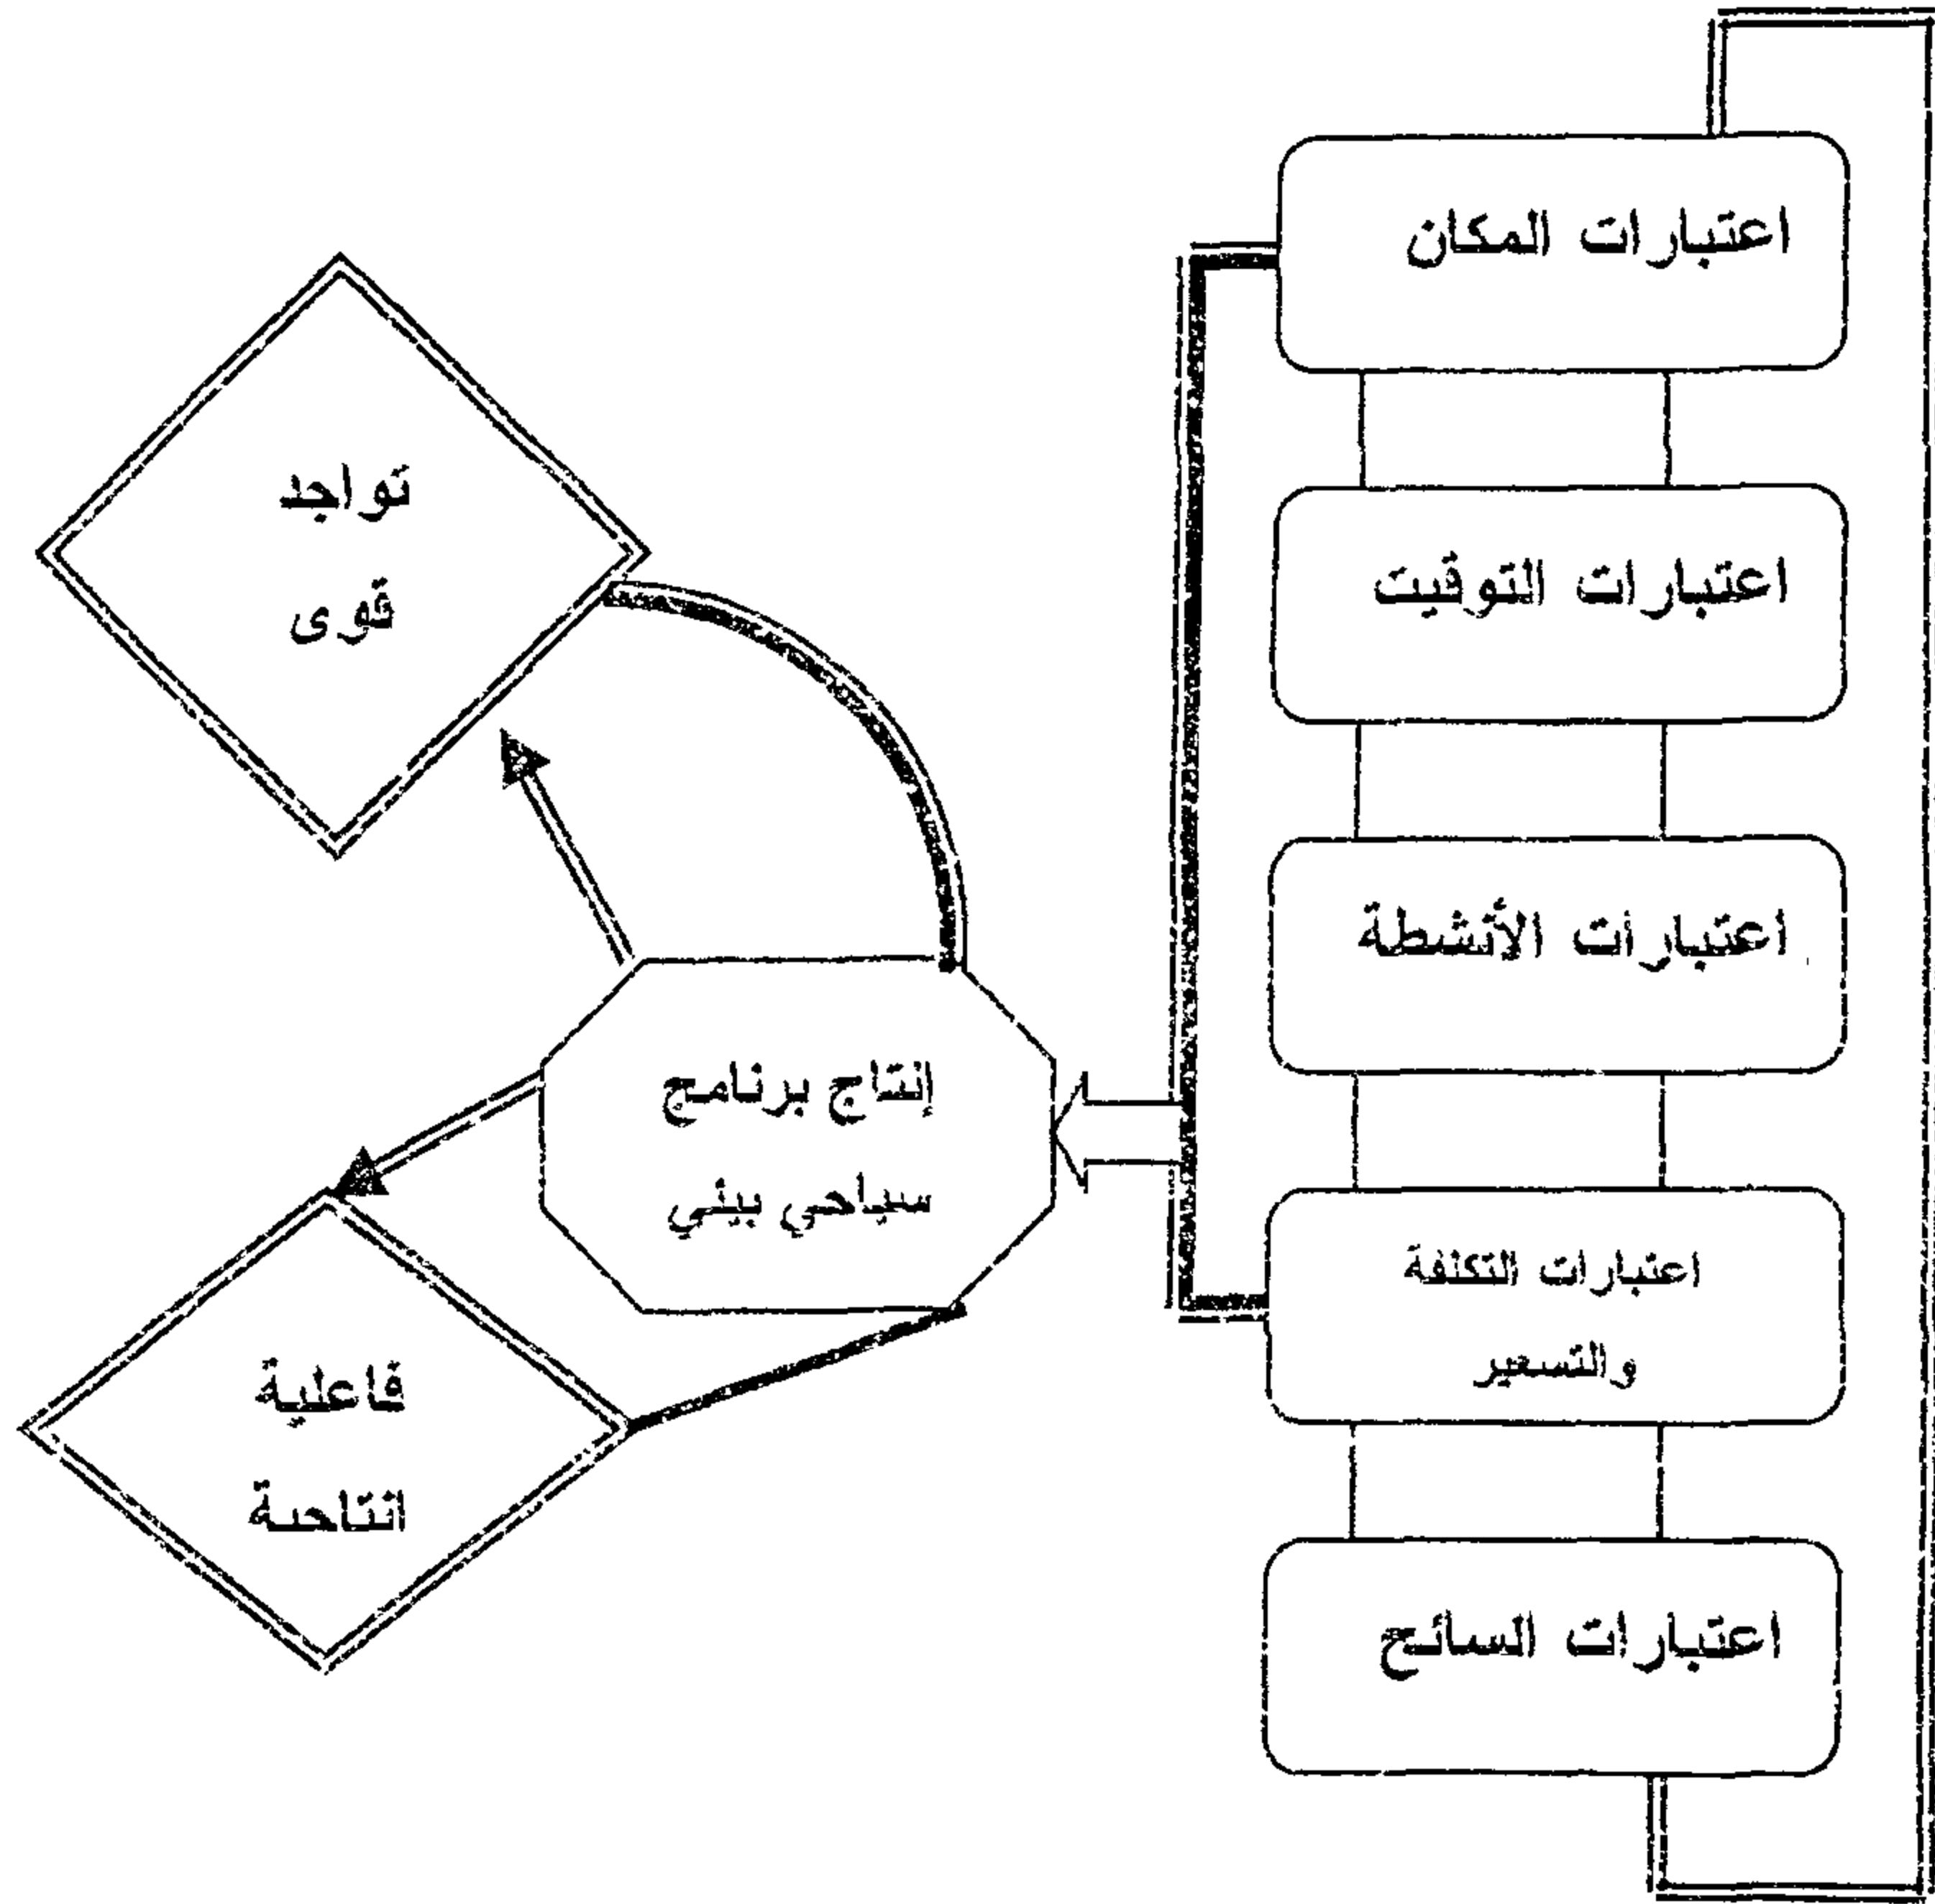 اعتبارات المكان
اعتبارات التوقيت
اعتبارات الأنشطة
اعتبارات التكلفة
والتسعير
اعتبارات السائح
إنتاج برنامج
سياحي بيئي
تواجد
قوى
فاعلية
انتاجية